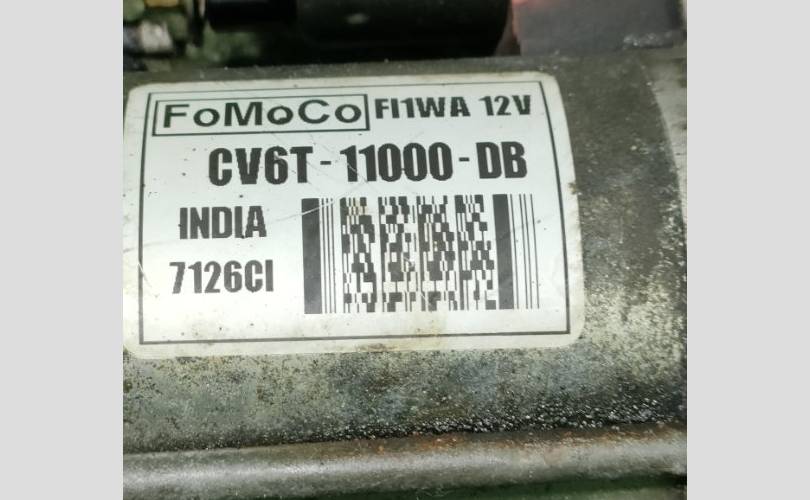 FoMoCo FI1WA 12V
CV6T-11000-DB
INDIA
7126CI